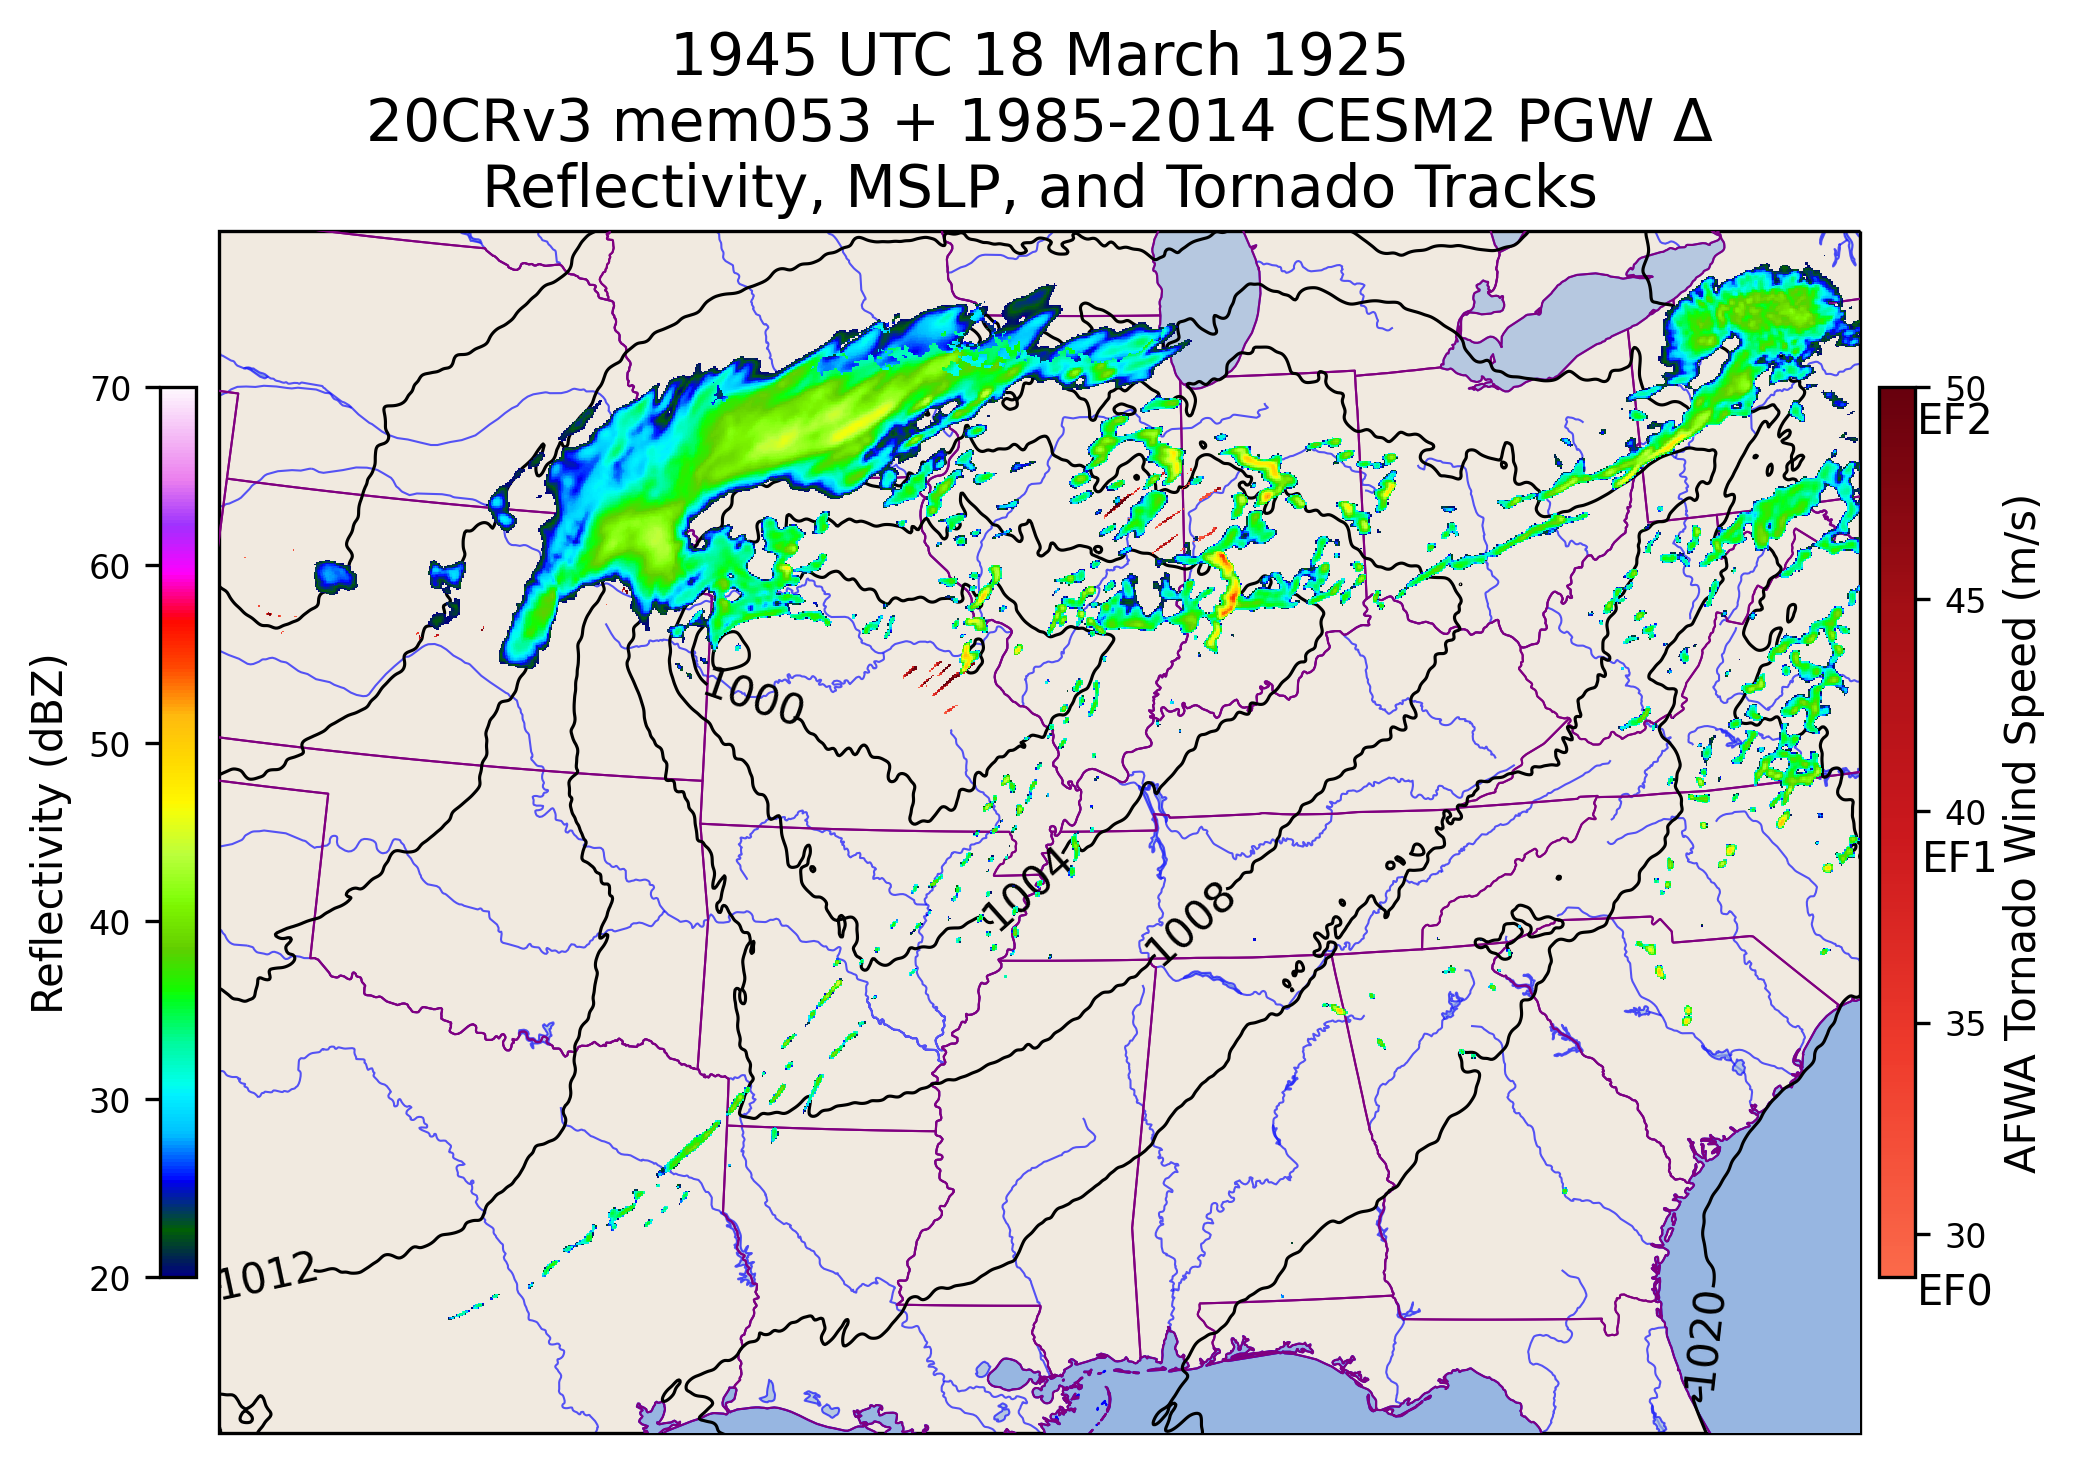 1945 UTC 18 March 1925
20CRv3 mem053 + 1985-2014 CESM2 PGW Δ
Reflectivity, MSLP, and Tornado Tracks
70
60
50
40
30
20
Reflectivity (dBZ)
1000
1004
1008
1012
1020
50
EF2
45
40
EF1
35
30
EF0
AFWA Tornado Wind Speed (m/s)